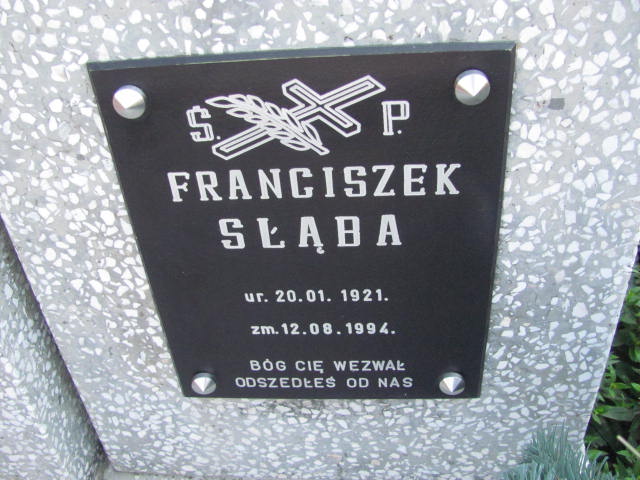 Ś. P.
FRANCISZEK
SŁĄBA
ur. 20.01. 1921.
zm. 12.08.1994.
BÓG CIĘ WEZWAŁ
ODSZEDŁEŚ OD NAS